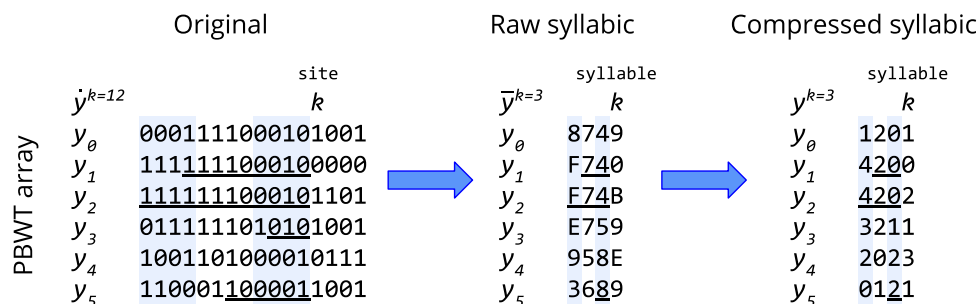 Original Raw syllabic Compressed syllabic
site syllable syllable
ẏ^k=12 k y̅^k=3 k y^k=3 k
y0 0001111000101001 8749 y0 1201
y1 1111111000100000 y1 F740 y1 4200
y2 1111111000101101 y2 F74B y2 4202
y3 0111111010101001 y3 E759 y3 3211
y4 1001101000010111 y4 958E y4 2023
y5 1100011000011001 y5 3689 y5 0121
PBWT array